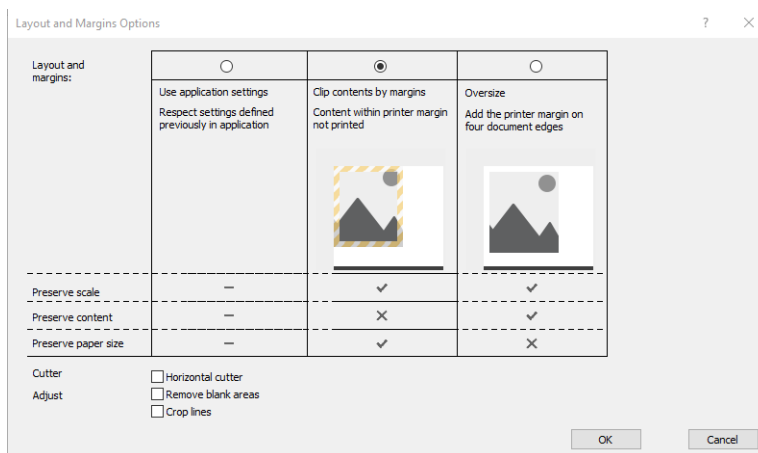 Layout and Margins Options
?
Layout and
margins:
Use application settings
Respect settings defined
previously in application
Clip contents by margins
Content within printer margin
not printed
Oversize
Add the printer margin on
four document edges
Preserve scale
Preserve content
Preserve paper size
Cutter
Horizontal cutter
Adjust
Remove blank areas
Crop lines
OK
Cancel